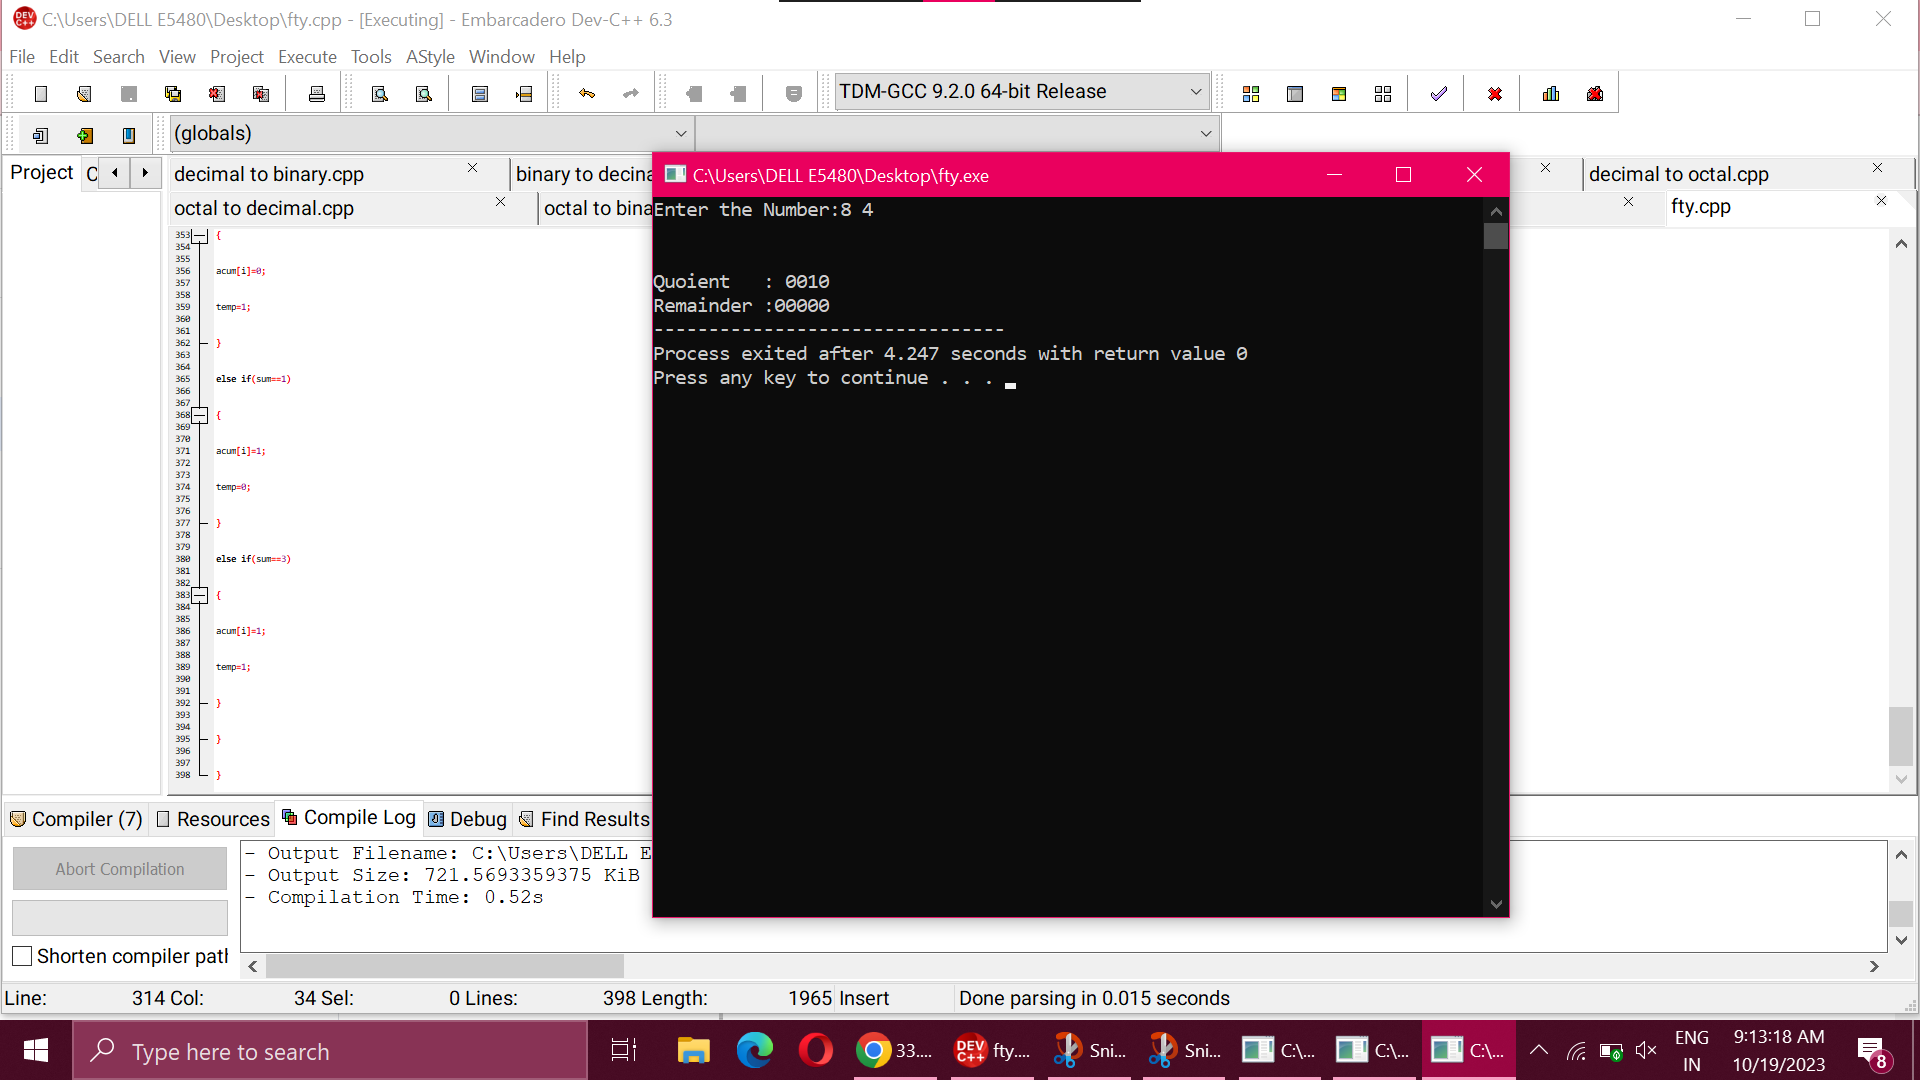 C:\Users\DELL E5480\Desktop\fty.cpp - [Executing] - Embarcadero Dev-C++ 6.3
File Edit Search View Project Execute Tools AStyle Window Help
TDM-GCC 9.2.0 64-bit Release
(globals)
Project
decimal to binary.cpp
binary to decima
decimal to octal.cpp
octal to decimal.cpp
octal to bina
fty.cpp
C:\Users\DELL E5480\Desktop\fty.exe
Enter the Number:8 4
Quoient   : 0010
Remainder :00000
--------------------------------
Process exited after 4.247 seconds with return value 0
Press any key to continue . . .
353 {
354
355
356 acum[i]=0;
357
358
359 temp=1;
360
361
362 }
363
364
365 else if(sum==1)
366
367
368 {
369
370
371 acum[i]=1;
372
373
374 temp=0;
375
376
377 }
378
379
380 else if(sum==3)
381
382
383 {
384
385
386 acum[i]=1;
387
388
389 temp=1;
390
391
392 }
393
394
395 }
396
397
398 }
Compiler (7) Resources Compile Log Debug Find Results
Abort Compilation
Shorten compiler path
- Output Filename: C:\Users\DELL E
- Output Size: 721.5693359375 KiB
- Compilation Time: 0.52s
Line: 314 Col: 34 Sel: 0 Lines: 398 Length: 1965 Insert Done parsing in 0.015 seconds
Type here to search
33....
fty....
Sni...
Sni...
C:\...
C:\...
C:\...
ENG
IN
9:13:18 AM
10/19/2023
8